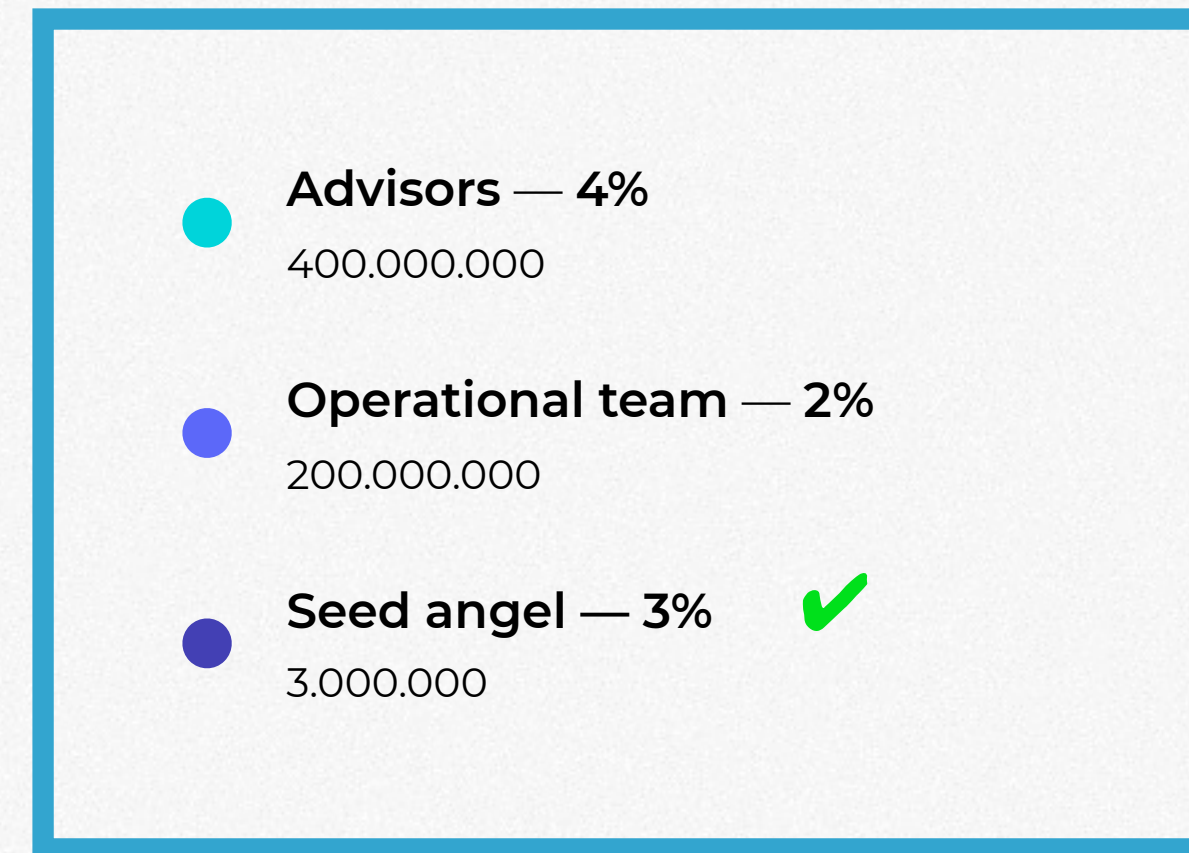 Advisors — 4%
400.000.000
Operational team — 2%
200.000.000
Seed angel — 3% ✔
3.000.000